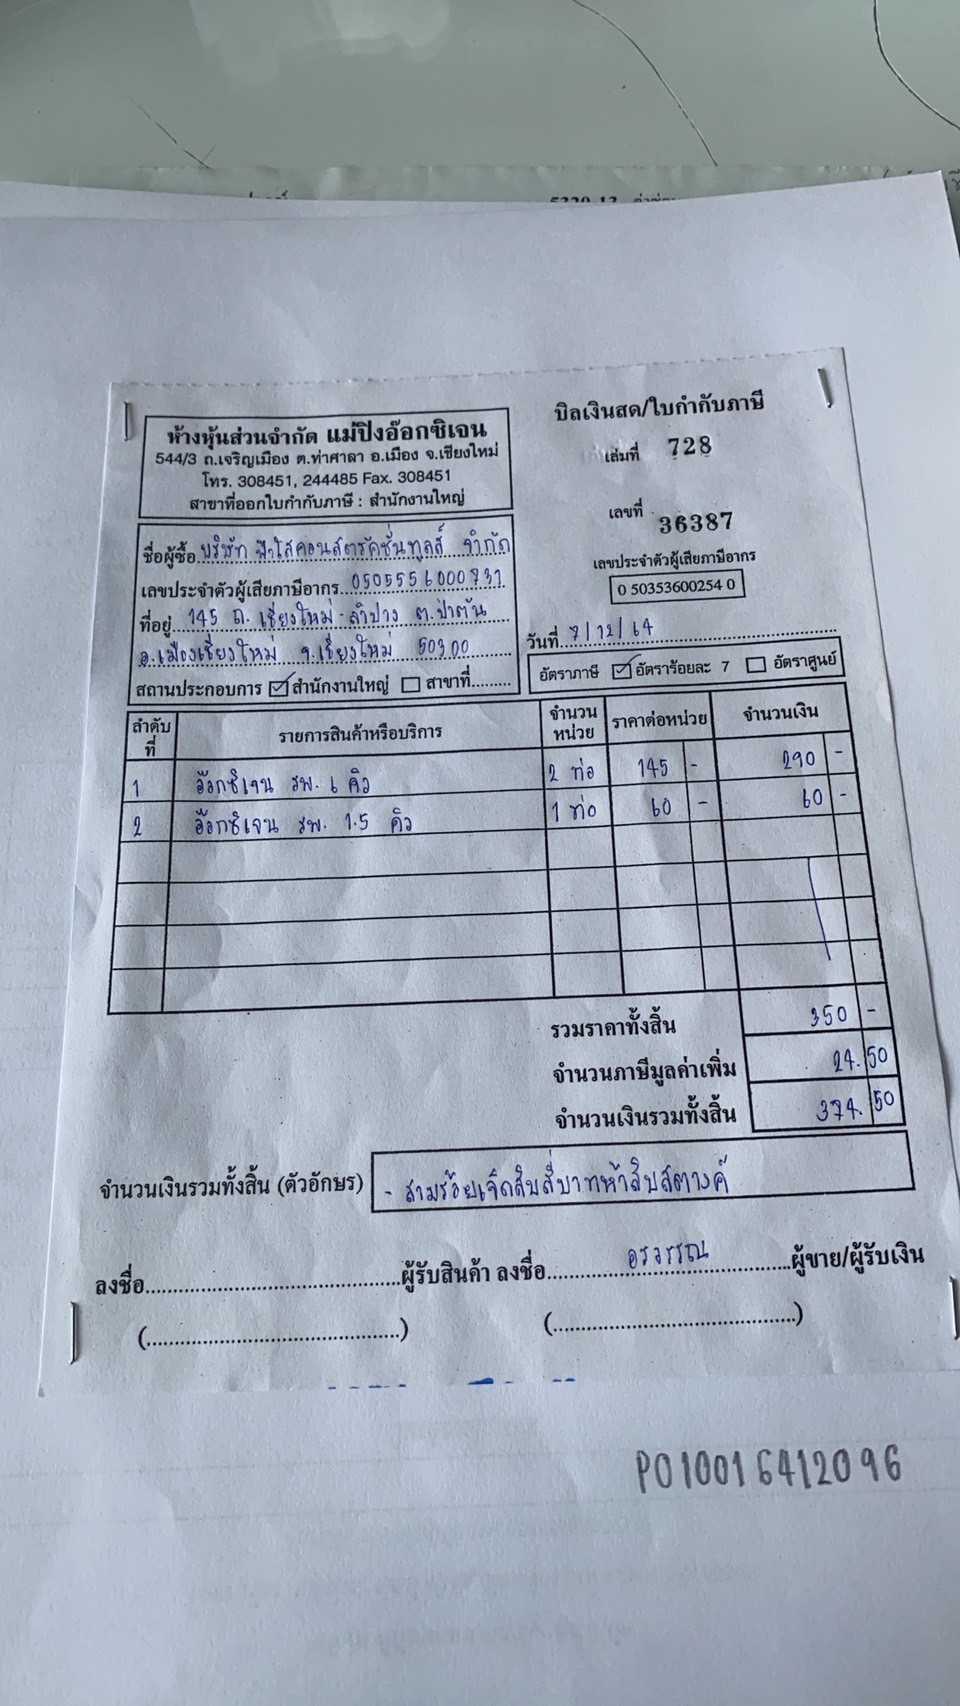 5320-13
ห้างหุ้นส่วนจำกัด แม่ปิงอ๊อกซิเจน
544/3 ถ.เจริญเมือง ต.ท่าศาลา อ.เมือง จ.เชียงใหม่
โทร. 308451, 244485 Fax. 308451
สาขาที่ออกใบกำกับภาษี : สำนักงานใหญ่
บิลเงินสด/ใบกำกับภาษี
เล่มที่ 728
เลขที่ 36387
เลขประจำตัวผู้เสียภาษีอากร
0 50353600254 0
ชื่อผู้ซื้อ บริษัท ฟาโสคอนสตรัคชั่นทูลส์ จำกัด
เลขประจำตัวผู้เสียภาษีอากร 0505556000731
ที่อยู่ 145 ถ. เชียงใหม่-ลำปาง ต.ป่าตัน
อ.เมืองเชียงใหม่ จ.เชียงใหม่ 50300
สถานประกอบการ ☑ สำนักงานใหญ่ ☐ สาขาที่.........
วันที่ 7/12/64
อัตราภาษี ☑ อัตราร้อยละ 7 ☐ อัตราศูนย์
ลำดับที่ รายการสินค้าหรือบริการ จำนวนหน่วย ราคาต่อหน่วย จำนวนเงิน
1 อ๊อกซิเจน รพ. 6 คิว 2 ท่อ 145 - 290 -
2 อ๊อกซิเจน รพ. 1.5 คิว 1 ท่อ 60 - 60 -
รวมราคาทั้งสิ้น 350 -
จำนวนภาษีมูลค่าเพิ่ม 24.50
จำนวนเงินรวมทั้งสิ้น 374.50
จำนวนเงินรวมทั้งสิ้น (ตัวอักษร) - สามร้อยเจ็ดสิบสี่บาทห้าสิบสตางค์
ลงชื่อ..............................ผู้รับสินค้า ลงชื่อ อรวรรณ ผู้ขาย/ผู้รับเงิน
(..............................) (..............................)
PO10016412096